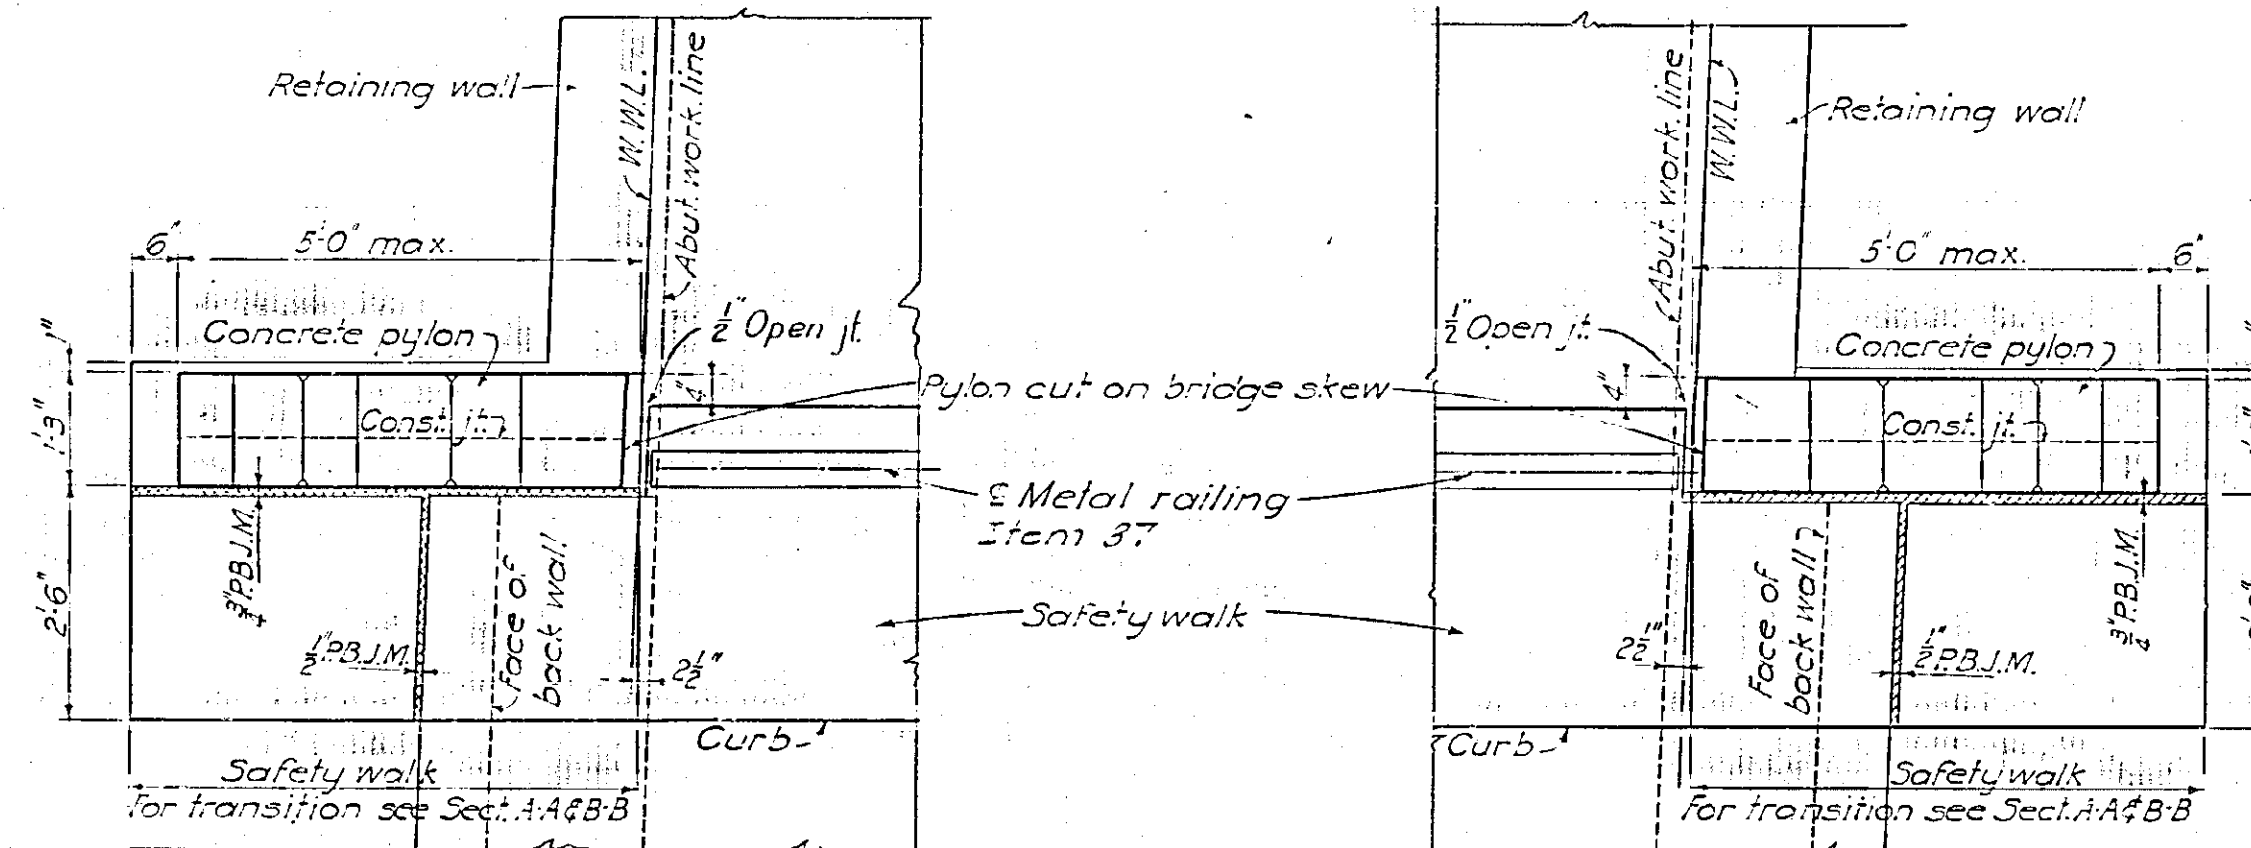 Retaining wall
W.W.L.
Abut. work. line
6"
5'-0" max.
1/2" Open jt.
Concrete pylon
1"
1'-3"
Const. jt.
4"
3/4" P.B.J.M.
2'-6"
1/2" P.B.J.M.
Face of
back wall
2 1/2"
Curb
Safety walk
For transition see Sect. A-A & B-B
Pylon cut on bridge skew
℄ Metal railing
Item 37
Safety walk
Abut. work. line
W.W.L.
Retaining wall
5'-0" max.
6"
1/2" Open jt.
Concrete pylon
4"
Const. jt.
3/4" P.B.J.M.
Face of
back wall
2 1/2"
1/2" P.B.J.M.
Curb
Safety walk
For transition see Sect. A-A & B-B